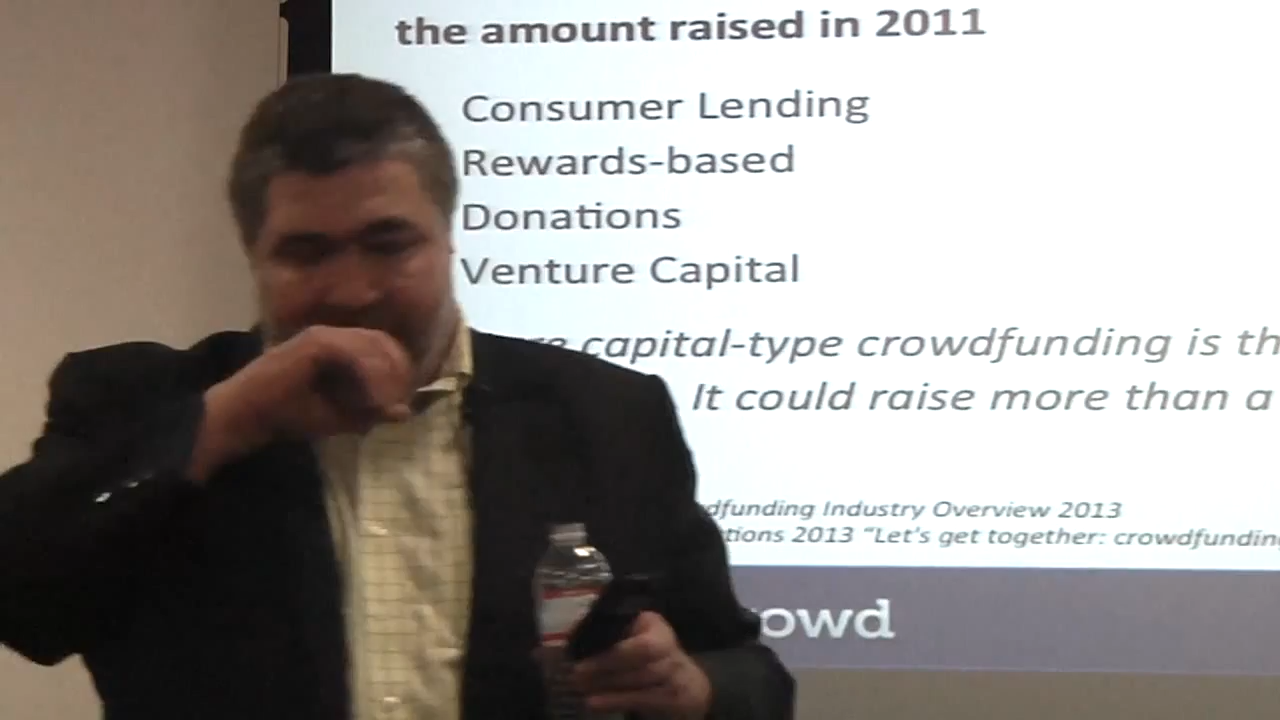 the amount raised in 2011
Consumer Lending
Rewards-based
Donations
Venture Capital
capital-type crowdfunding is th
It could raise more than a
dfunding Industry Overview 2013
tions 2013 “Let's get together: crowdfunding
owd